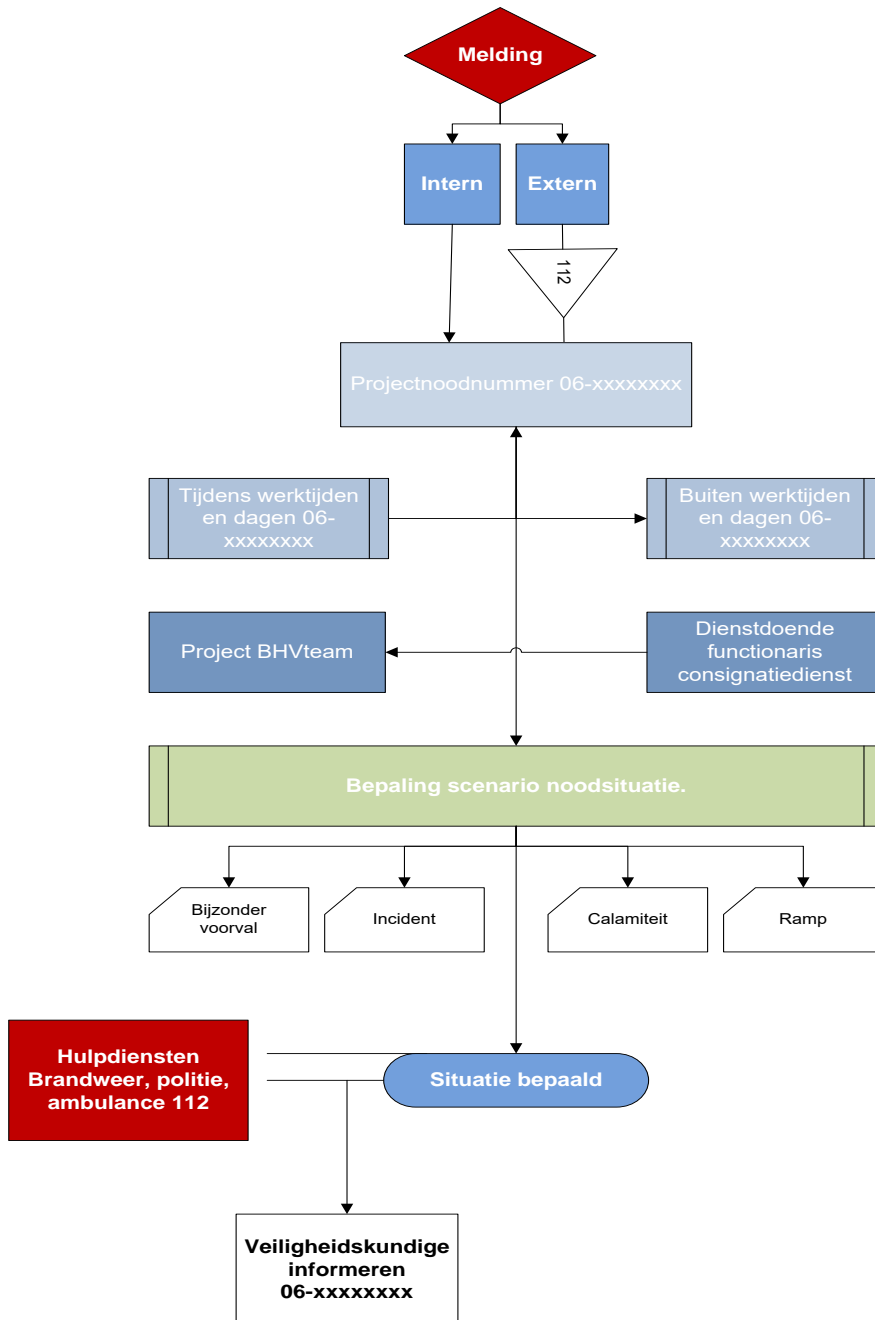 Melding
Intern
Extern
112
Projectnoodnummer 06-xxxxxxxx
Tijdens werktijden
en dagen 06-
xxxxxxxx
Buiten werktijden
en dagen 06-
xxxxxxxx
Project BHVteam
Dienstdoende
functionaris
consignatiedienst
Bepaling scenario noodsituatie.
Bijzonder
voorval
Incident
Calamiteit
Ramp
Hulpdiensten
Brandweer, politie,
ambulance 112
Situatie bepaald
Veiligheidskundige
informeren
06-xxxxxxxx